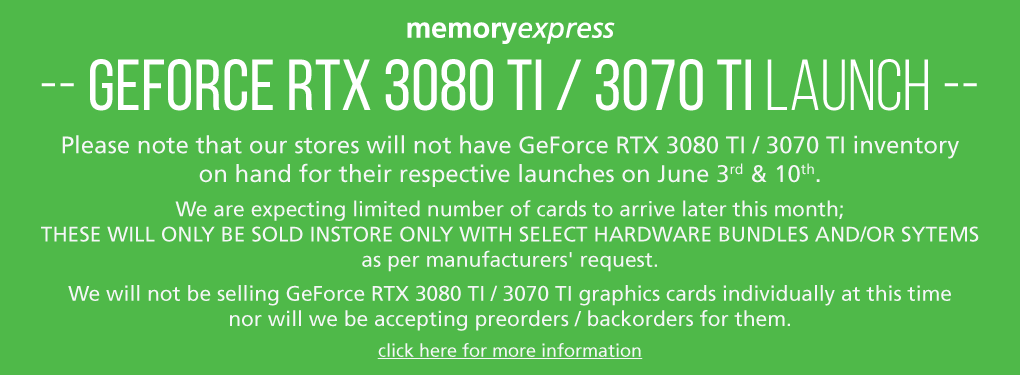 memoryexpress
-- GEFORCE RTX 3080 TI / 3070 TI LAUNCH --
Please note that our stores will not have GeForce RTX 3080 TI / 3070 TI inventory
on hand for their respective launches on June 3rd & 10th.
We are expecting limited number of cards to arrive later this month;
THESE WILL ONLY BE SOLD INSTORE ONLY WITH SELECT HARDWARE BUNDLES AND/OR SYTEMS
as per manufacturers' request.
We will not be selling GeForce RTX 3080 TI / 3070 TI graphics cards individually at this time
nor will we be accepting preorders / backorders for them.
click here for more information